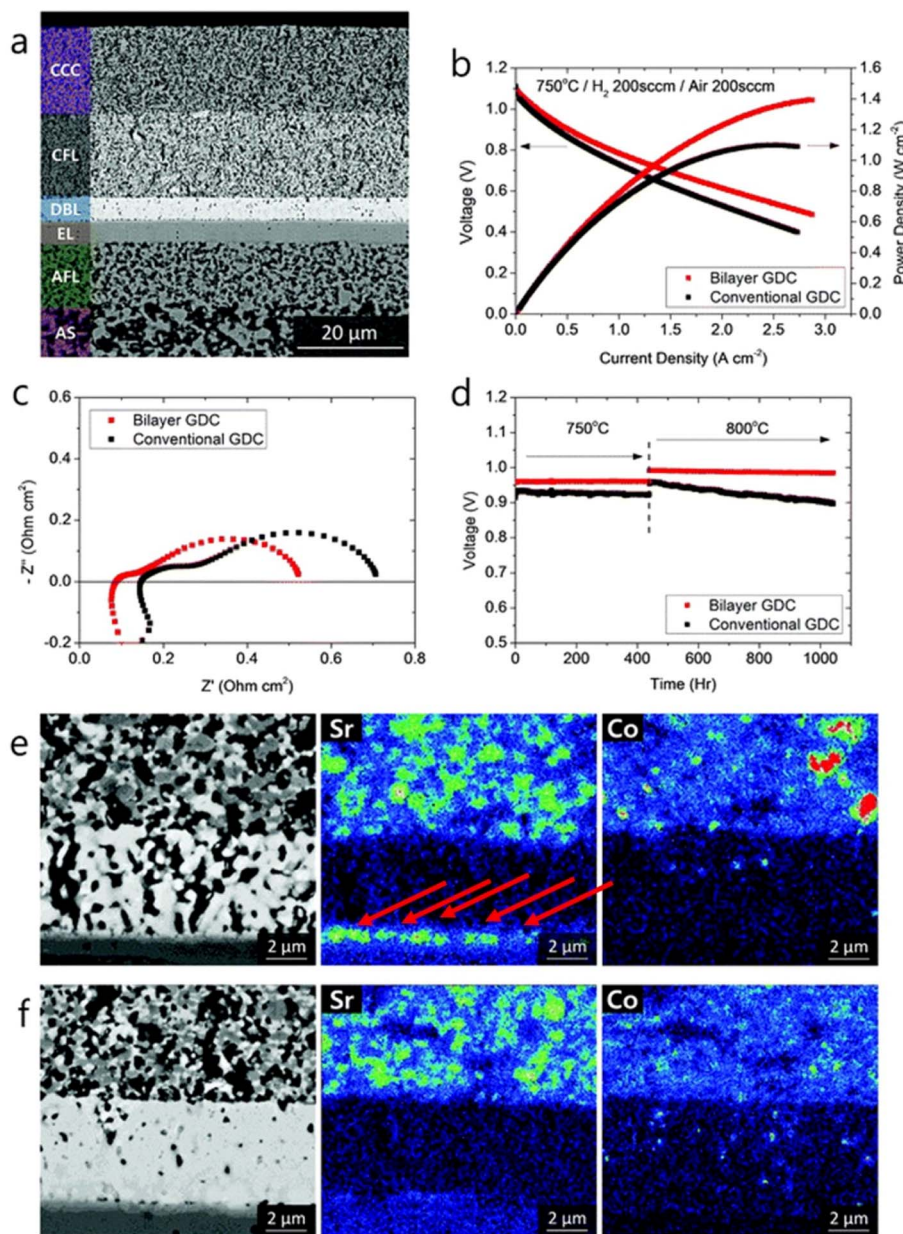 a
CCC
CFL
DBL
EL
AFL
AS
20 μm
b
750°C / H2 200sccm / Air 200sccm
Voltage (V)
1.2
1.0
0.8
0.6
0.4
0.2
0.0
1.6
1.4
1.2
1.0
0.8
0.6
0.4
0.2
0.0
Power Density (W cm-2)
Bilayer GDC
Conventional GDC
0.0 0.5 1.0 1.5 2.0 2.5 3.0
Current Density (A cm-2)
c
- Z" (Ohm cm2)
0.6
0.4
0.2
0.0
-0.2
Bilayer GDC
Conventional GDC
0.0 0.2 0.4 0.6 0.8
Z' (Ohm cm2)
d
Voltage (V)
1.2
1.1
1.0
0.9
0.8
0.7
0.6
0.5
750°C
800°C
Bilayer GDC
Conventional GDC
0 200 400 600 800 1000
Time (Hr)
e
Sr
Co
2 μm
2 μm
2 μm
f
Sr
Co
2 μm
2 μm
2 μm